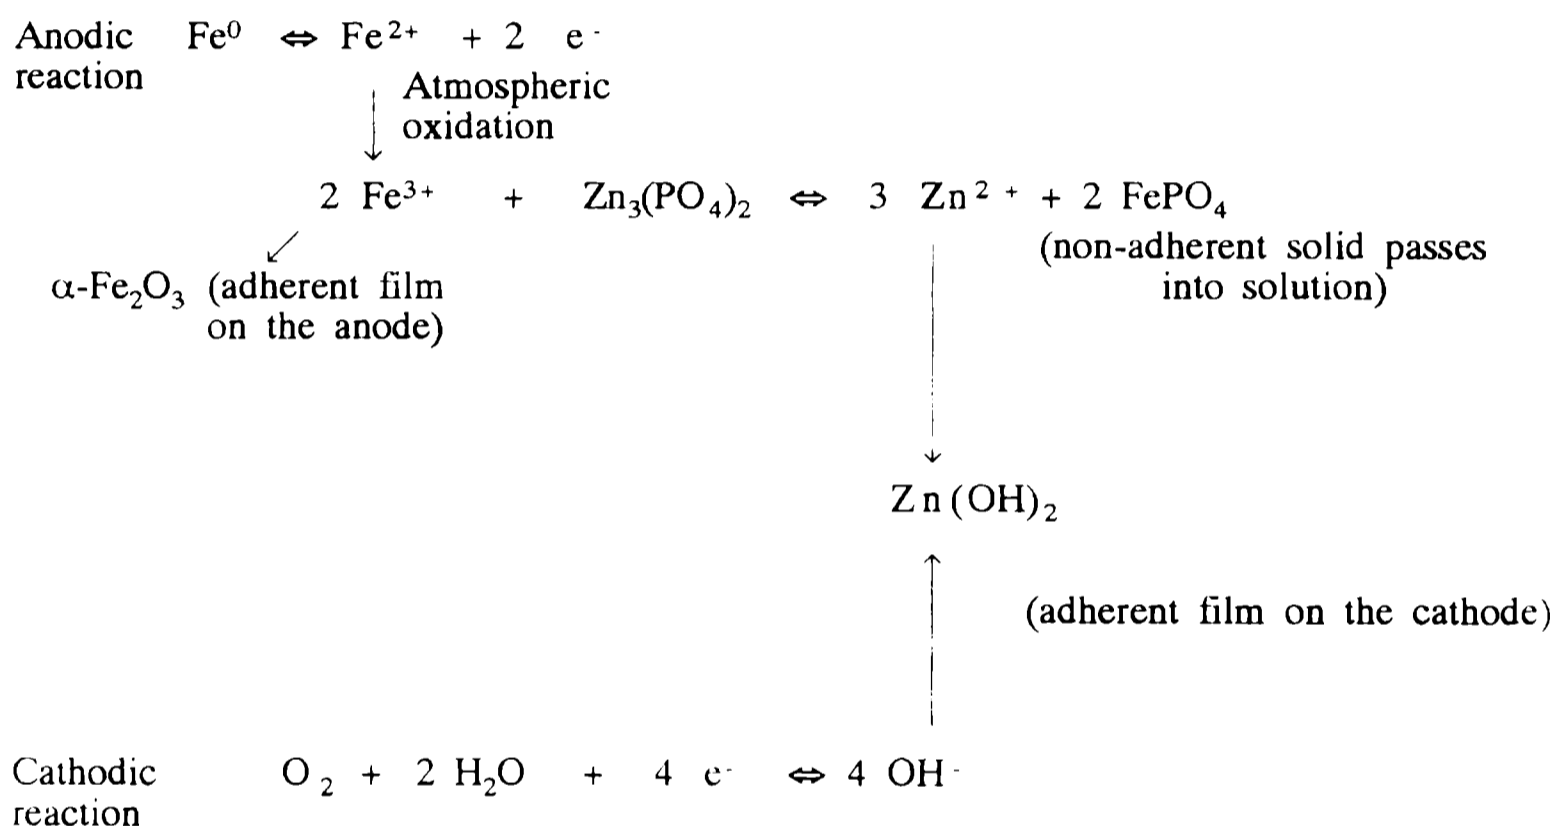 Anodic Fe⁰ ⇔ Fe²⁺ + 2 e⁻
reaction
Atmospheric
oxidation
2 Fe³⁺ + Zn₃(PO₄)₂ ⇔ 3 Zn²⁺ + 2 FePO₄
(non-adherent solid passes
into solution)
α-Fe₂O₃ (adherent film
on the anode)
Zn(OH)₂
(adherent film on the cathode)
Cathodic O₂ + 2 H₂O + 4 e⁻ ⇔ 4 OH⁻
reaction